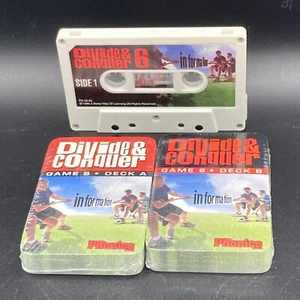 Divide &
Conquer 6
SIDE 1
in for ma tion
Divide &
Conquer
GAME 6 • DECK A
in for ma tion
Divide &
Conquer
GAME 6 • DECK B
in for ma tion